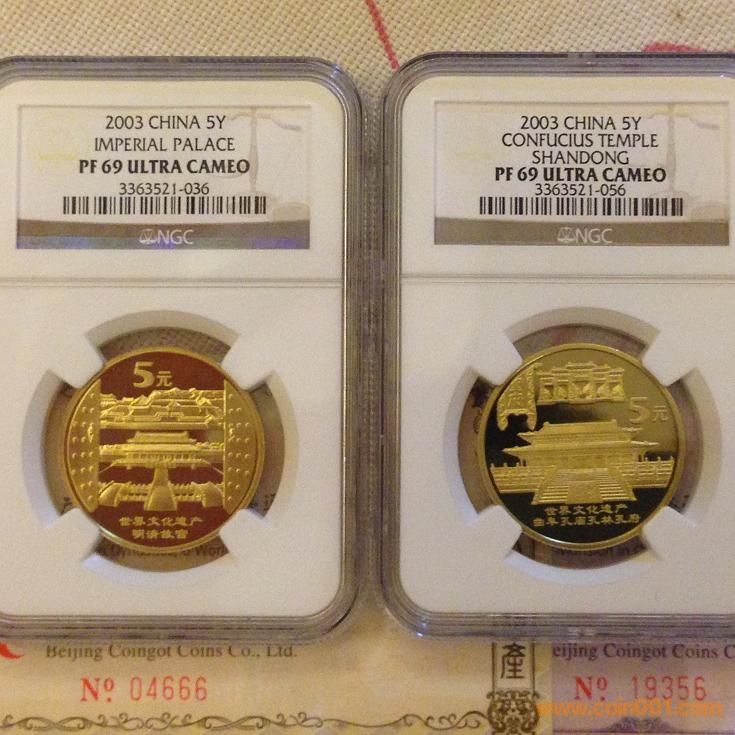 2003 CHINA 5Y
IMPERIAL PALACE
PF 69 ULTRA CAMEO
3363521-036
NGC
5元
世界文化遗产
明清故宫
2003 CHINA 5Y
CONFUCIUS TEMPLE
SHANDONG
PF 69 ULTRA CAMEO
3363521-056
NGC
5元
世界文化遗产
曲阜孔庙孔林孔府
Beijing Coingot Coins Co., Ltd.
Nº 04666
產
eijing Coingot Coins C
Nº 19356
www.coin001.com